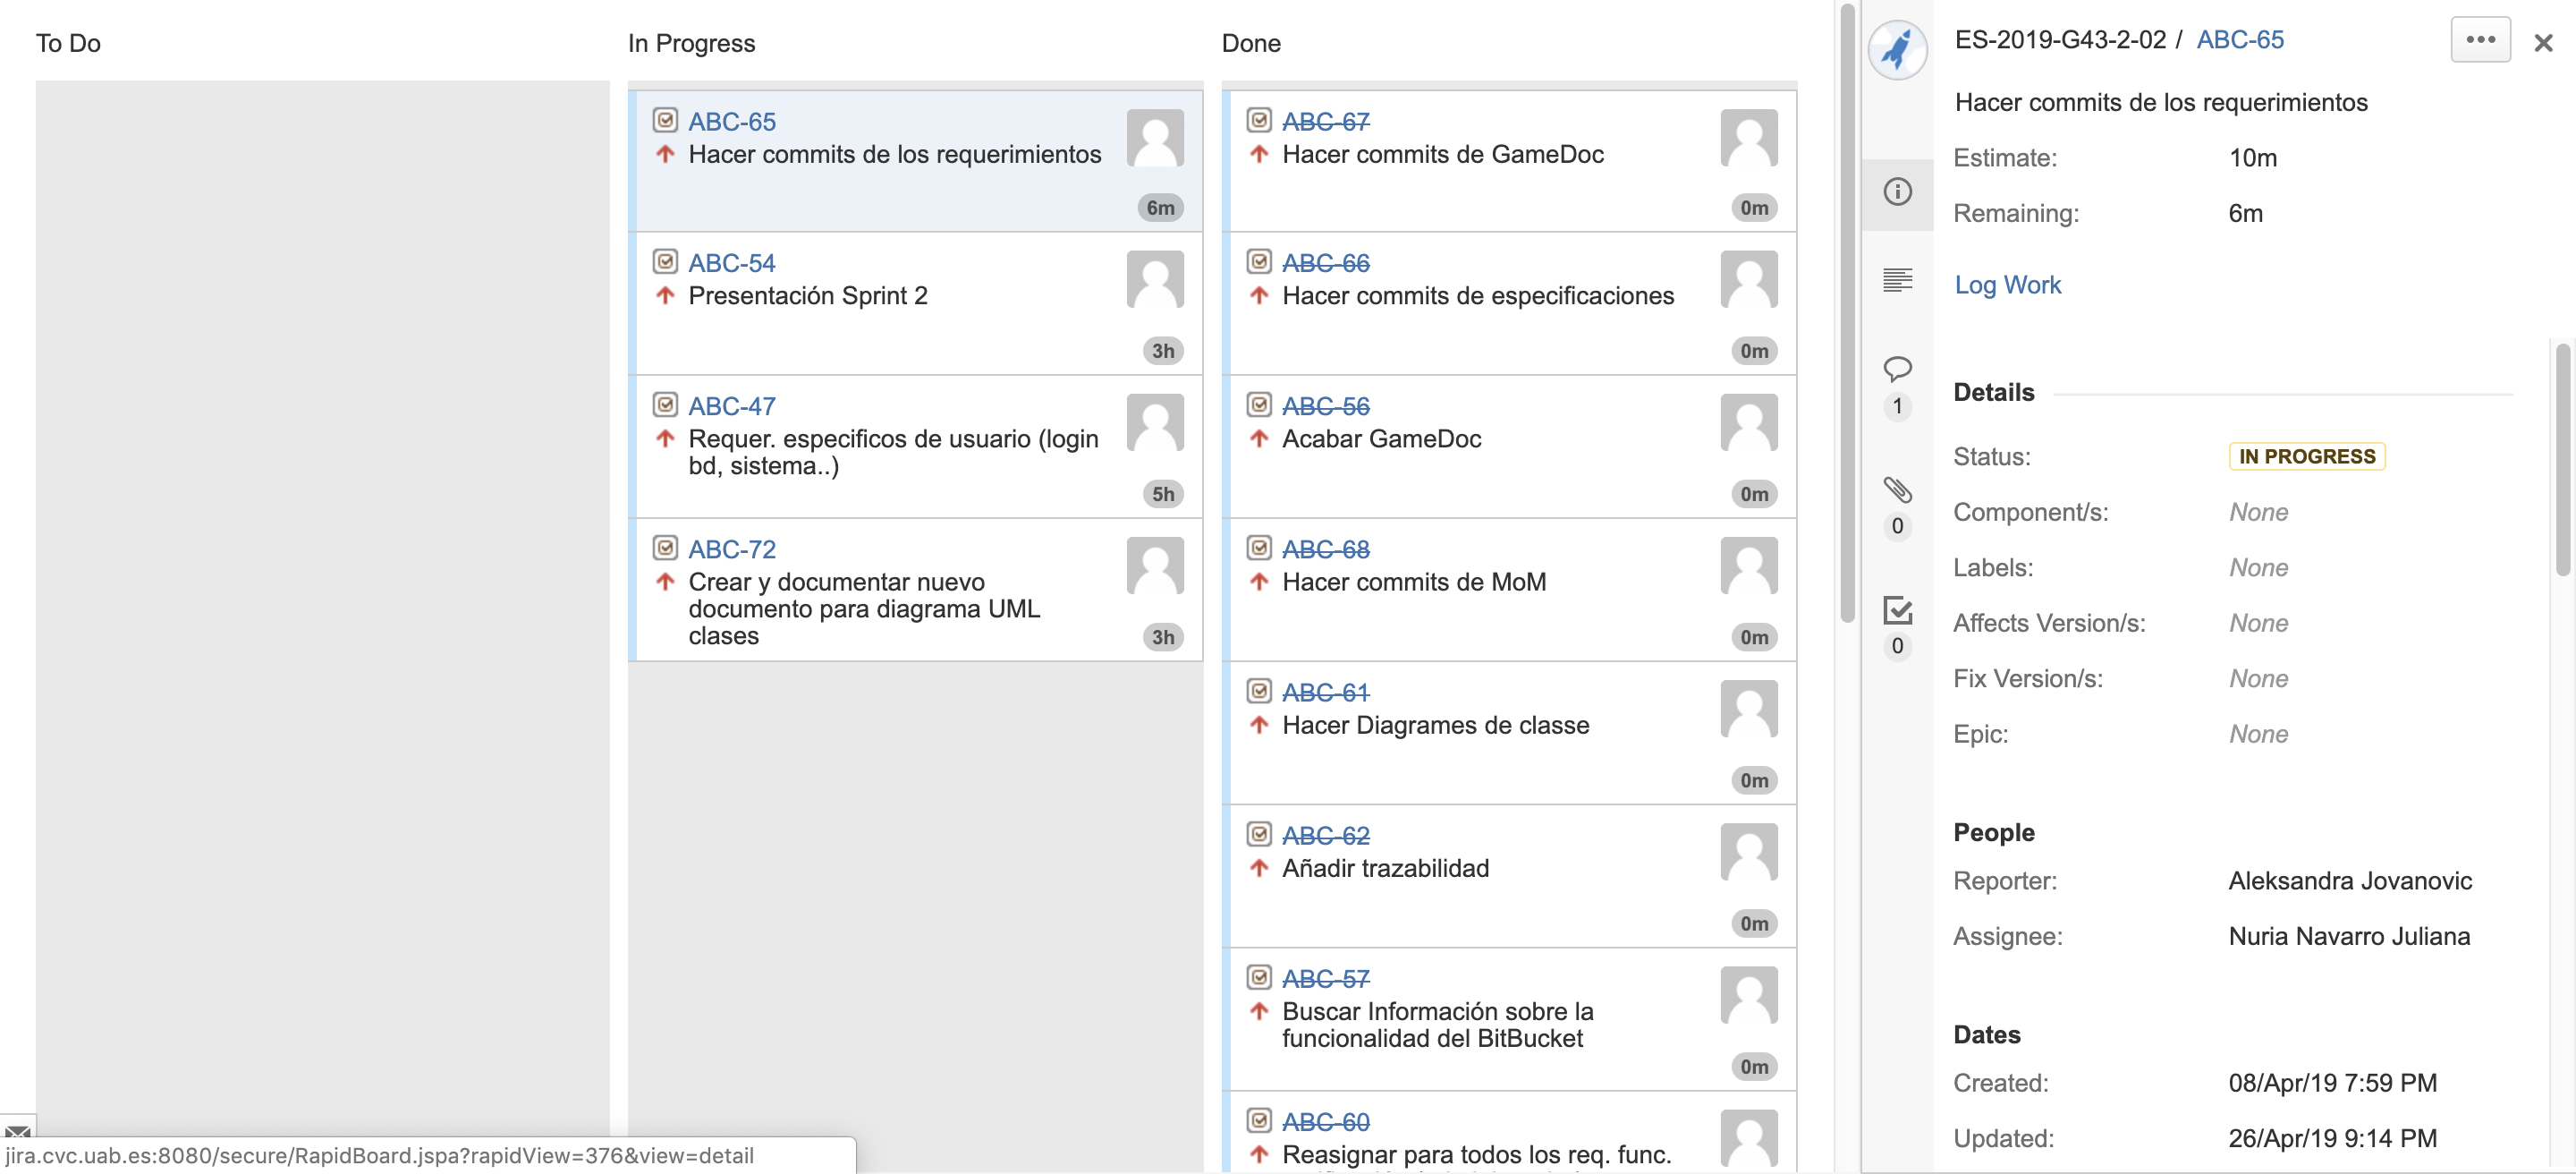 To Do
In Progress
ABC-65
Hacer commits de los requerimientos
6m
ABC-54
Presentación Sprint 2
3h
ABC-47
Requer. especificos de usuario (login
bd, sistema..)
5h
ABC-72
Crear y documentar nuevo
documento para diagrama UML
clases
3h
Done
ABC-67
Hacer commits de GameDoc
0m
ABC-66
Hacer commits de especificaciones
0m
ABC-56
Acabar GameDoc
0m
ABC-68
Hacer commits de MoM
0m
ABC-61
Hacer Diagrames de classe
0m
ABC-62
Añadir trazabilidad
0m
ABC-57
Buscar Información sobre la
funcionalidad del BitBucket
0m
ABC-60
Reasignar para todos los req. func.
1
0
0
ES-2019-G43-2-02 / ABC-65
Hacer commits de los requerimientos
Estimate: 10m
Remaining: 6m
Log Work
Details
Status: IN PROGRESS
Component/s: None
Labels: None
Affects Version/s: None
Fix Version/s: None
Epic: None
People
Reporter: Aleksandra Jovanovic
Assignee: Nuria Navarro Juliana
Dates
Created: 08/Apr/19 7:59 PM
Updated: 26/Apr/19 9:14 PM
jira.cvc.uab.es:8080/secure/RapidBoard.jspa?rapidView=376&view=detail